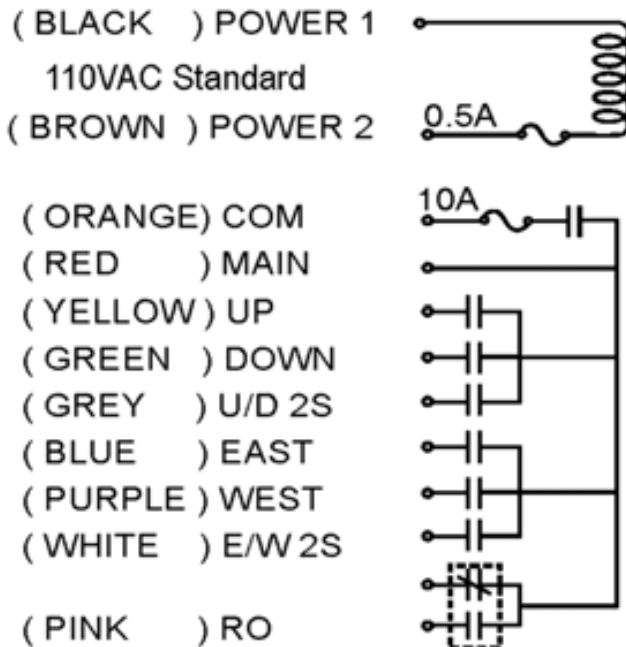 ( BLACK ) POWER 1
110VAC Standard
( BROWN ) POWER 2 0.5A
( ORANGE) COM 10A
( RED ) MAIN
( YELLOW ) UP
( GREEN ) DOWN
( GREY ) U/D 2S
( BLUE ) EAST
( PURPLE ) WEST
( WHITE ) E/W 2S
( PINK ) RO